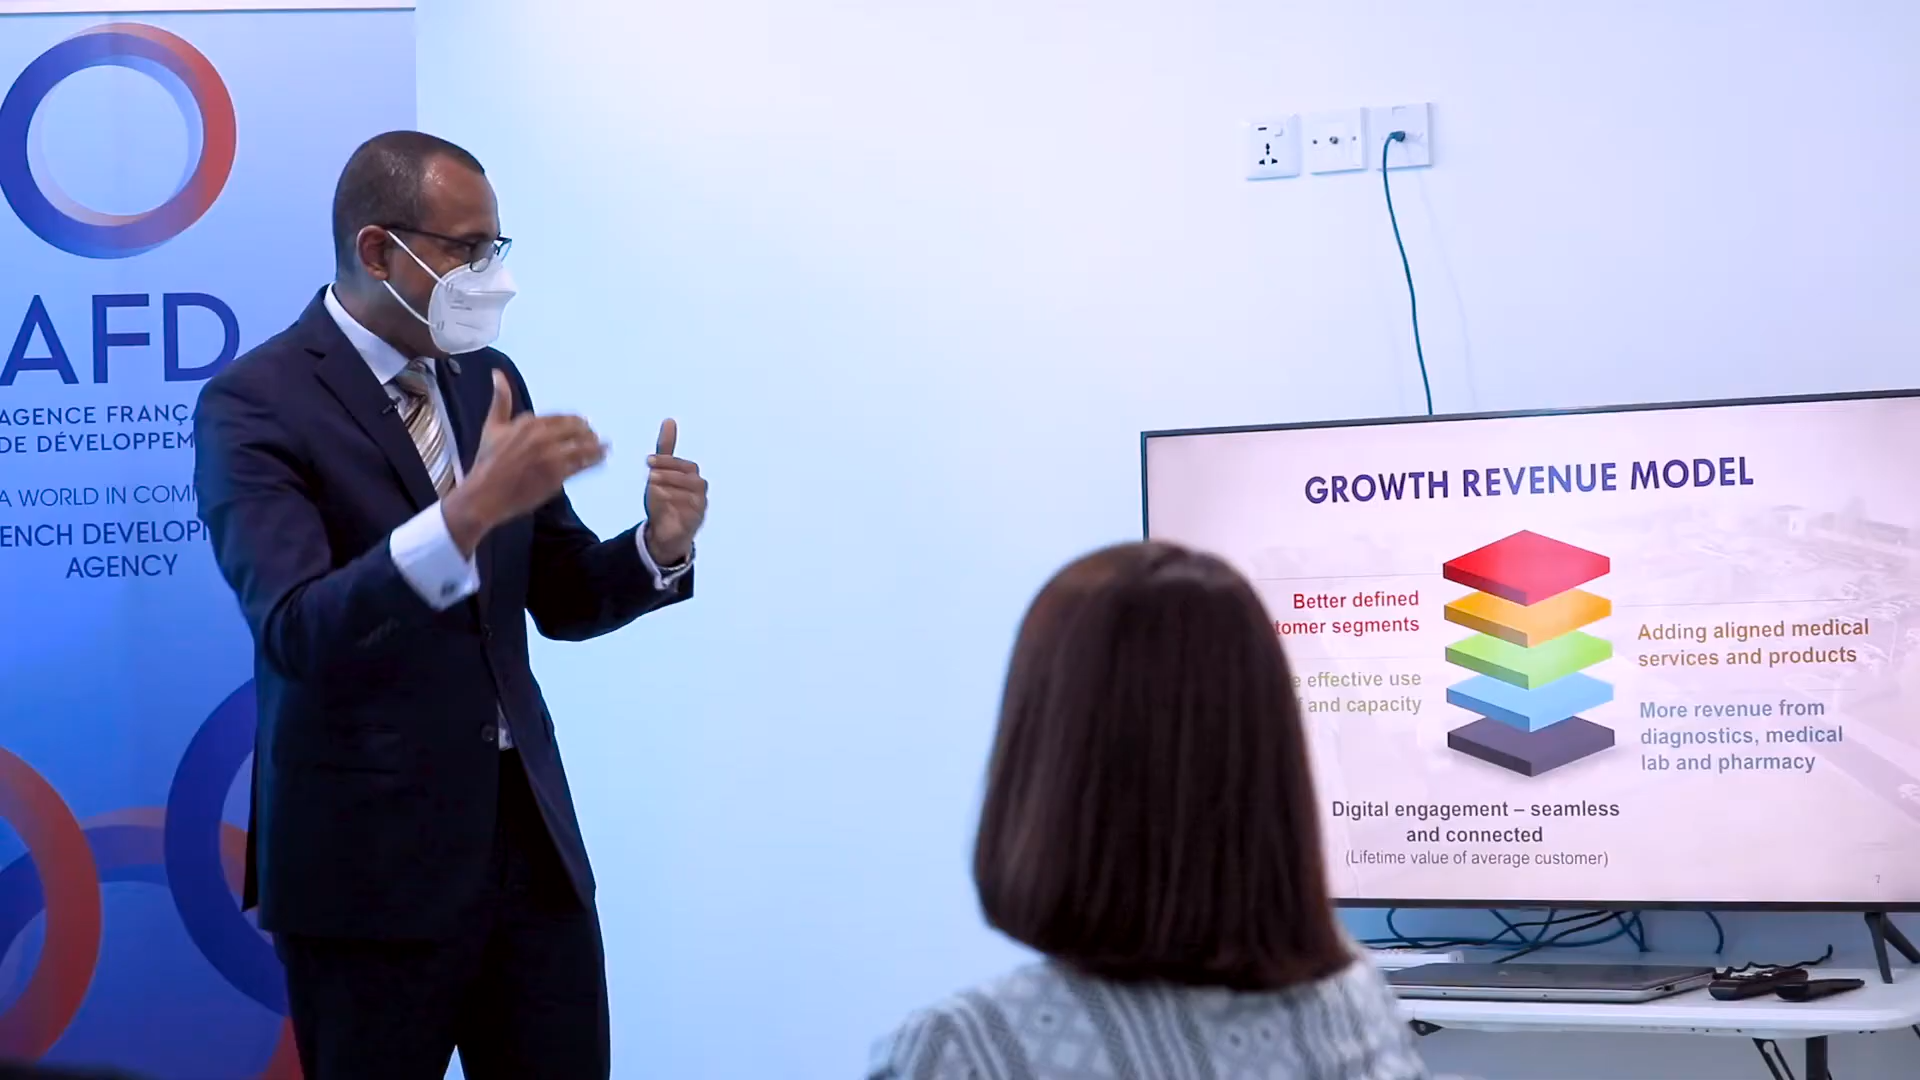 AFD
AGENCE FRANÇ
DE DÉVELOPPEM
A WORLD IN COM
ENCH DEVELOP
AGENCY
GROWTH REVENUE MODEL
Better defined
tomer segments
effective use
and capacity
Adding aligned medical
services and products
More revenue from
diagnostics, medical
lab and pharmacy
Digital engagement – seamless
and connected
(Lifetime value of average customer)
7